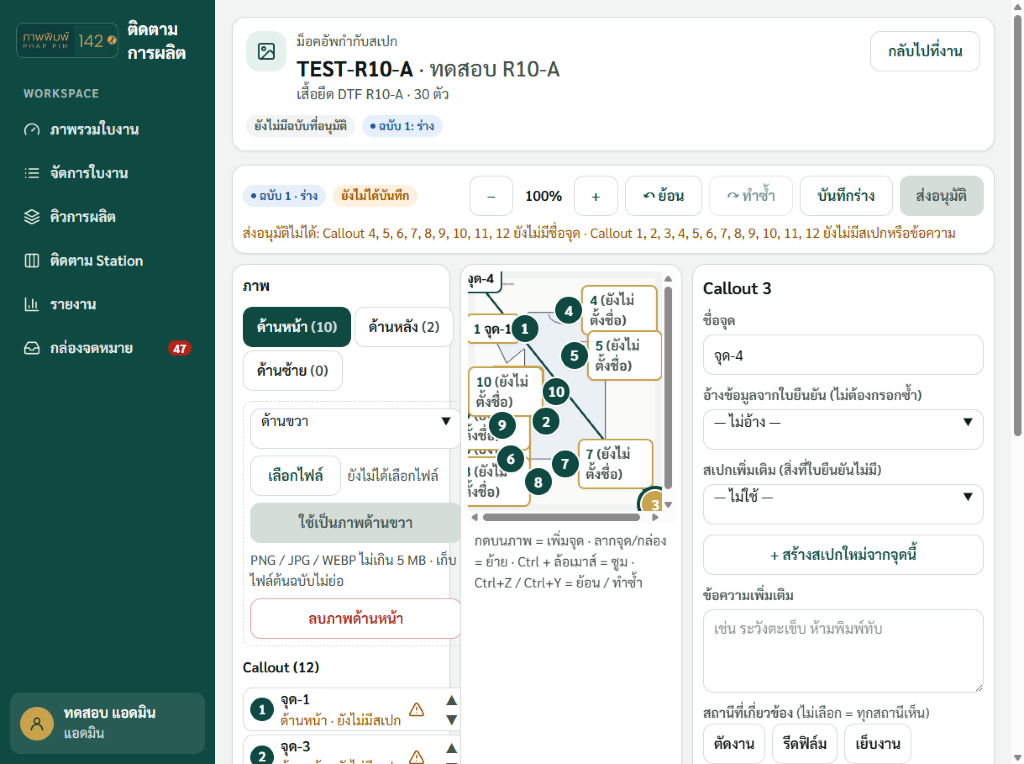 ภาพพิมพ์
PHAP PIM
142
ติดตาม
การผลิต
WORKSPACE
ภาพรวมใบงาน
จัดการใบงาน
คิวการผลิต
ติดตาม Station
รายงาน
กล่องจดหมาย 47
ทดสอบ แอดมิน
แอดมิน
ม็อคอัพกำกับสเปก
TEST-R10-A · ทดสอบ R10-A
เสื้อยืด DTF R10-A · 30 ตัว
ยังไม่มีฉบับที่อนุมัติ
ฉบับ 1: ร่าง
กลับไปที่งาน
ฉบับ 1 · ร่าง
ยังไม่ได้บันทึก
− 100% +
↶ ย้อน
↷ ทำซ้ำ
บันทึกร่าง
ส่งอนุมัติ
ส่งอนุมัติไม่ได้: Callout 4, 5, 6, 7, 8, 9, 10, 11, 12 ยังไม่มีชื่อจุด · Callout 1, 2, 3, 4, 5, 6, 7, 8, 9, 10, 11, 12 ยังไม่มีสเปกหรือข้อความ
ภาพ
ด้านหน้า (10)
ด้านหลัง (2)
ด้านซ้าย (0)
ด้านขวา
เลือกไฟล์ ยังไม่ได้เลือกไฟล์
ใช้เป็นภาพด้านขวา
PNG / JPG / WEBP ไม่เกิน 5 MB · เก็บ
ไฟล์ต้นฉบับไม่ย่อ
ลบภาพด้านหน้า
Callout (12)
1 จุด-1
ด้านหน้า · ยังไม่มีสเปก
2 จุด-3
จุด-4
4 4 (ยังไม่
ตั้งชื่อ)
1 จุด-1 1
5 5 (ยังไม่
ตั้งชื่อ)
10 (ยังไม่
ตั้งชื่อ) 10
9
2
6
7 7 (ยังไม่
ตั้งชื่อ)
8
3
กดบนภาพ = เพิ่มจุด · ลากจุด/กล่อง
= ย้าย · Ctrl + ล้อเมาส์ = ซูม ·
Ctrl+Z / Ctrl+Y = ย้อน / ทำซ้ำ
Callout 3
ชื่อจุด
จุด-4
อ้างข้อมูลจากใบยืนยัน (ไม่ต้องกรอกซ้ำ)
— ไม่อ้าง —
สเปกเพิ่มเติม (สิ่งที่ใบยืนยันไม่มี)
— ไม่ใช้ —
+ สร้างสเปกใหม่จากจุดนี้
ข้อความเพิ่มเติม
เช่น ระวังตะเข็บ ห้ามพิมพ์ทับ
สถานีที่เกี่ยวข้อง (ไม่เลือก = ทุกสถานีเห็น)
ตัดงาน
รีดฟิล์ม
เย็บงาน